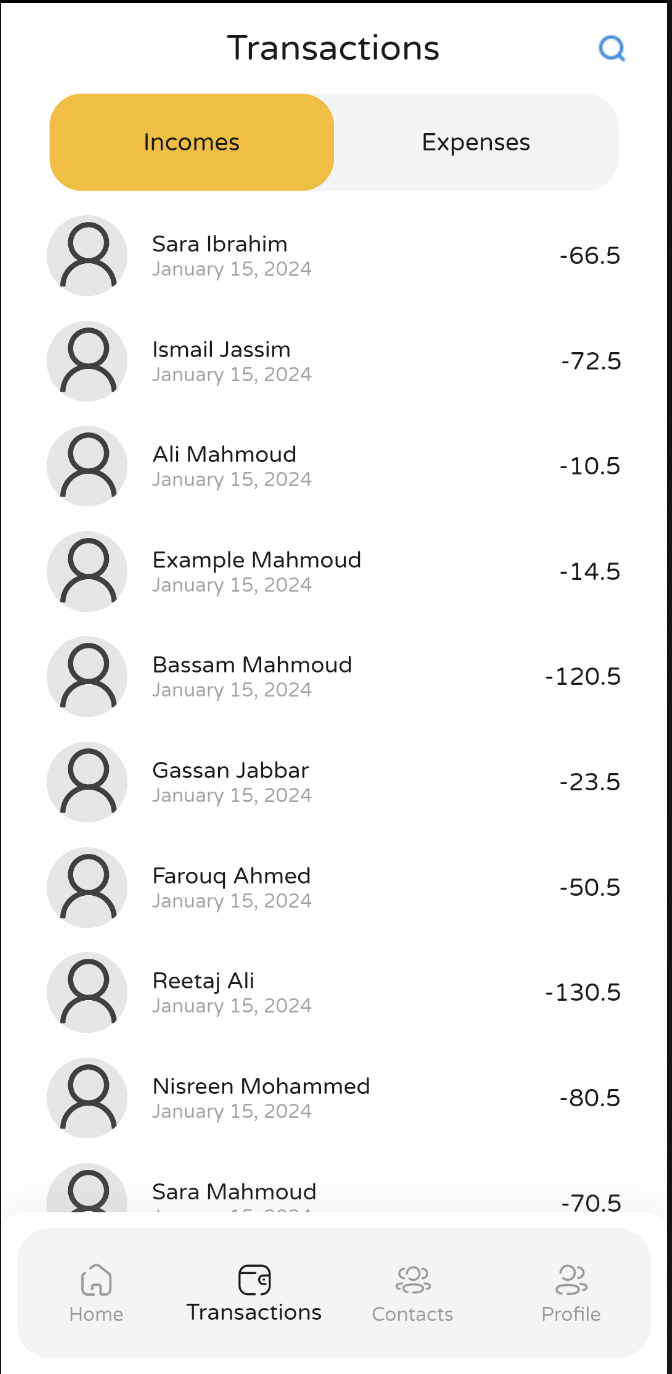 Transactions
Incomes
Expenses
Sara Ibrahim
January 15, 2024
-66.5
Ismail Jassim
January 15, 2024
-72.5
Ali Mahmoud
January 15, 2024
-10.5
Example Mahmoud
January 15, 2024
-14.5
Bassam Mahmoud
January 15, 2024
-120.5
Gassan Jabbar
January 15, 2024
-23.5
Farouq Ahmed
January 15, 2024
-50.5
Reetaj Ali
January 15, 2024
-130.5
Nisreen Mohammed
January 15, 2024
-80.5
Sara Mahmoud
-70.5
Home
Transactions
Contacts
Profile